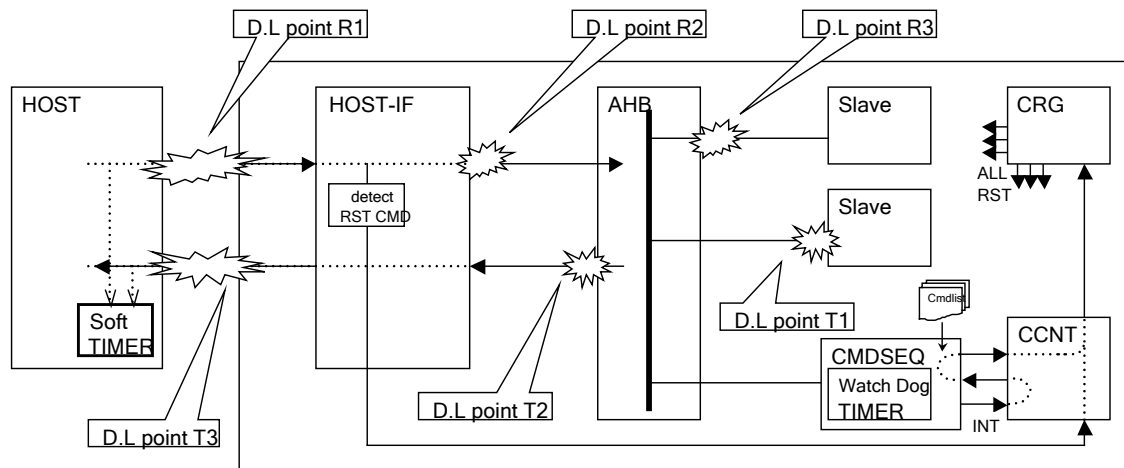 D.L point R1
D.L point R2
D.L point R3
HOST
HOST-IF
AHB
Slave
CRG
detect
RST CMD
ALL
RST
Slave
Soft
TIMER
D.L point T1
Cmdlist
CCNT
CMDSEQ
Watch Dog
TIMER
INT
D.L point T2
D.L point T3